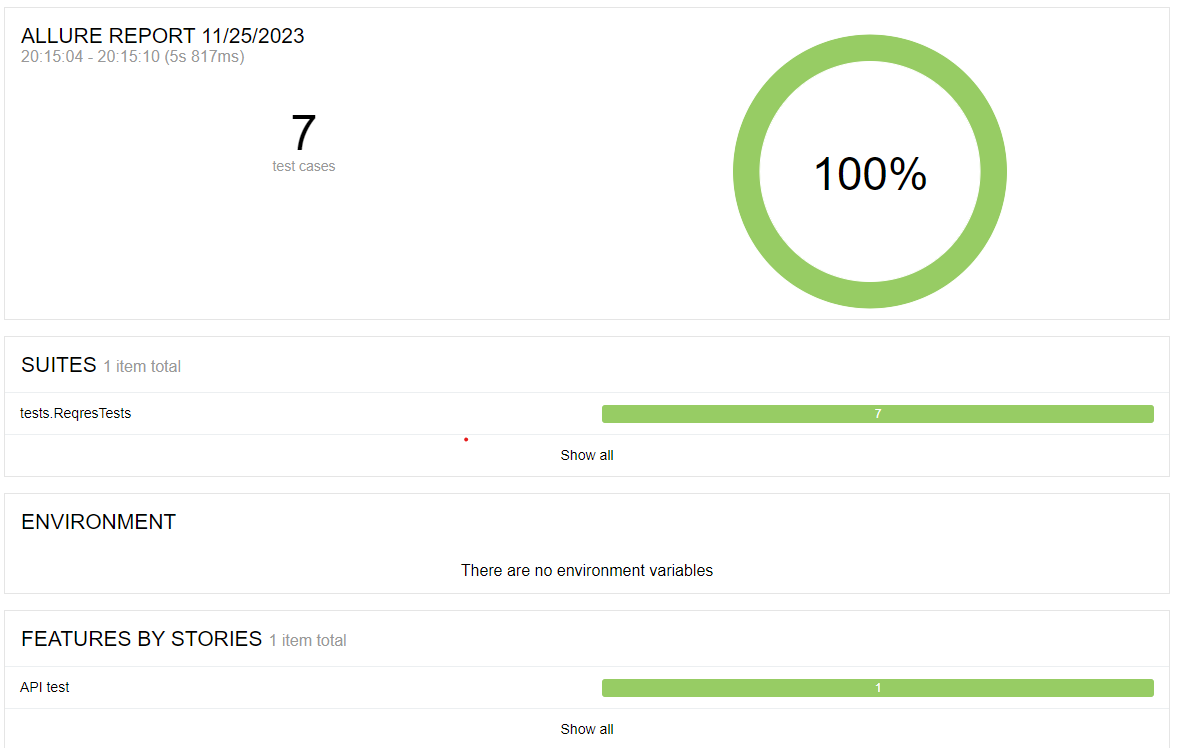 ALLURE REPORT 11/25/2023
20:15:04 - 20:15:10 (5s 817ms)
7
test cases
100%
SUITES 1 item total
tests.ReqresTests 7
Show all
ENVIRONMENT
There are no environment variables
FEATURES BY STORIES 1 item total
API test 1
Show all